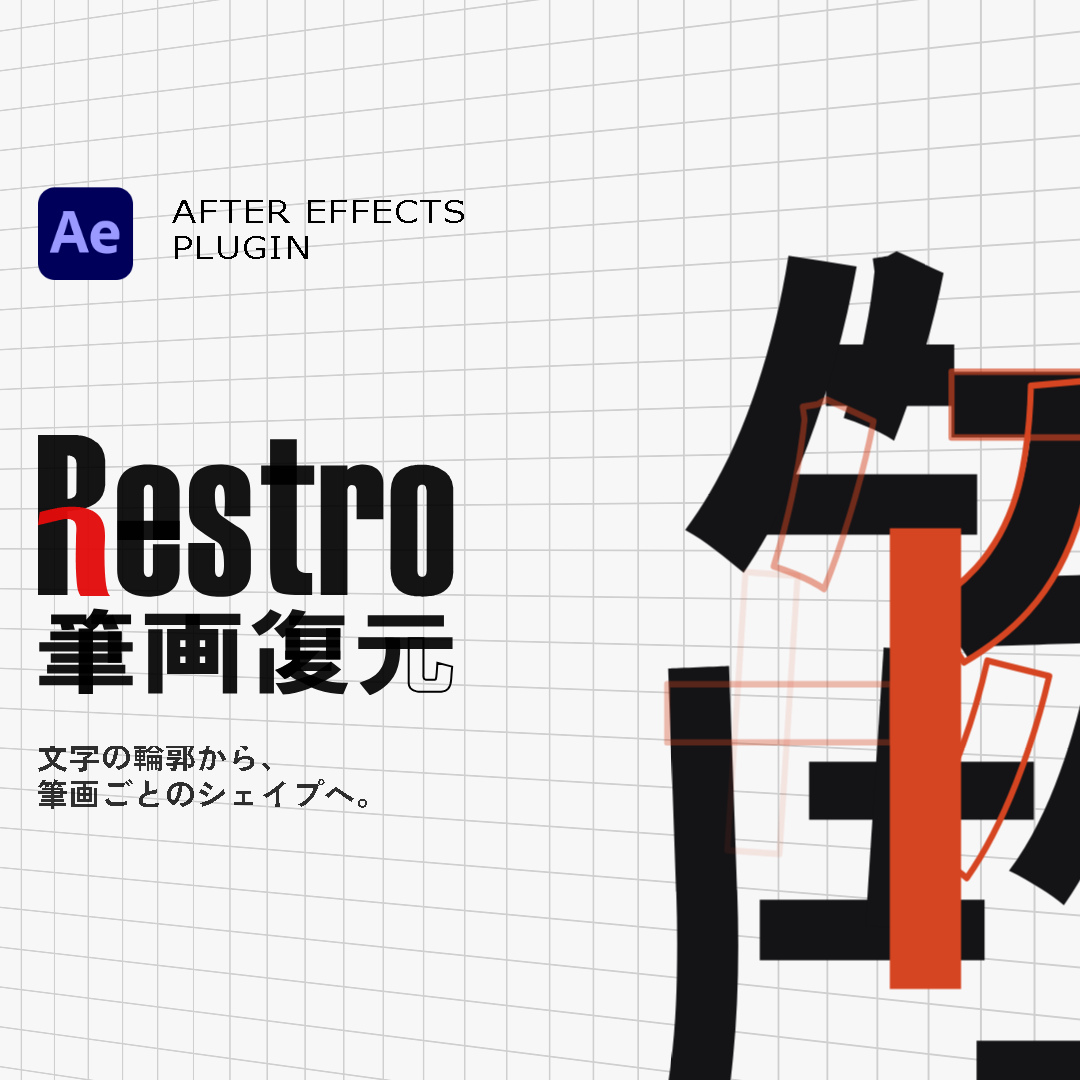 Ae
AFTER EFFECTS
PLUGIN
Restro
筆画復元
文字の輪郭から、
筆画ごとのシェイプへ。